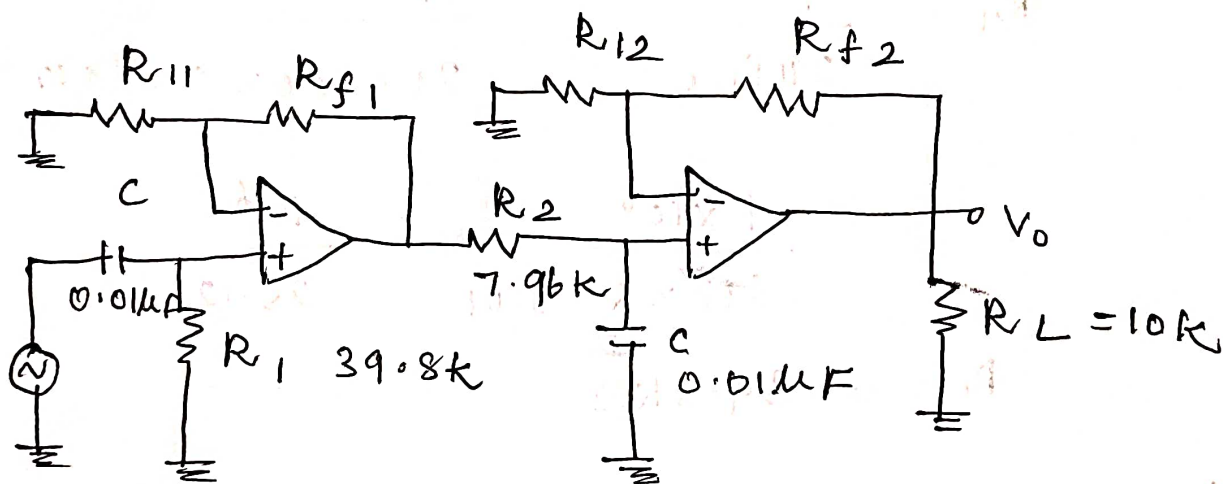 R11
Rf1
R12
Rf2
C
0.01μF
R1 39.8k
R2
7.96k
C
0.01μF
- +
- +
Vo
RL = 10k